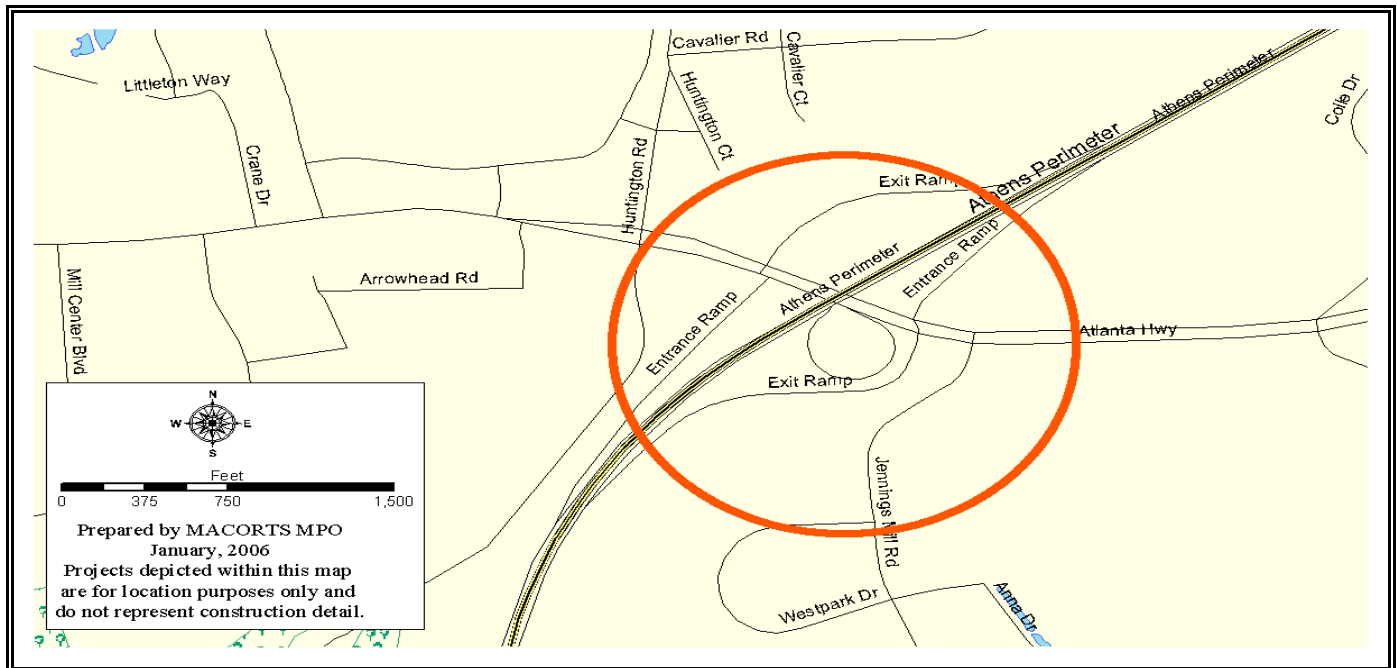 Cavalier Rd
Cavalier Ct
Athens Perimeter
Littleton Way
Huntington Ct
Coile Dr
Athens Perimeter
Crane Dr
Huntington Rd
Exit Ramp
Entrance Ramp
Athens Perimeter
Arrowhead Rd
Mill Center Blvd
Entrance Ramp
Atlanta Hwy
Exit Ramp
Jennings Mill Rd
Westpark Dr
Anna Dr
N
W E
S
Feet
0 375 750 1,500
Prepared by MACORTS MPO
January, 2006
Projects depicted within this map
are for location purposes only and
do not represent construction detail.